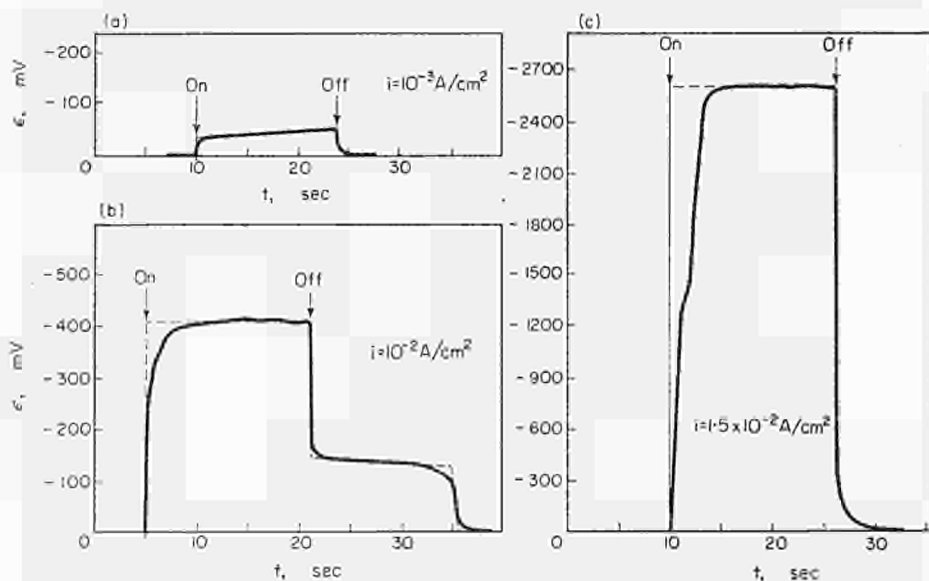 (a)
-200
-100
0
ε, mV
On
Off
i=10⁻³A/cm²
10
20
30
t, sec
(b)
-500
-400
-300
-200
-100
0
ε, mV
On
Off
i=10⁻²A/cm²
10
20
30
t, sec
(c)
-2700
-2400
-2100
-1800
-1500
-1200
-900
-600
-300
0
On
Off
i=1·5 x 10⁻²A/cm²
10
20
30
t, sec